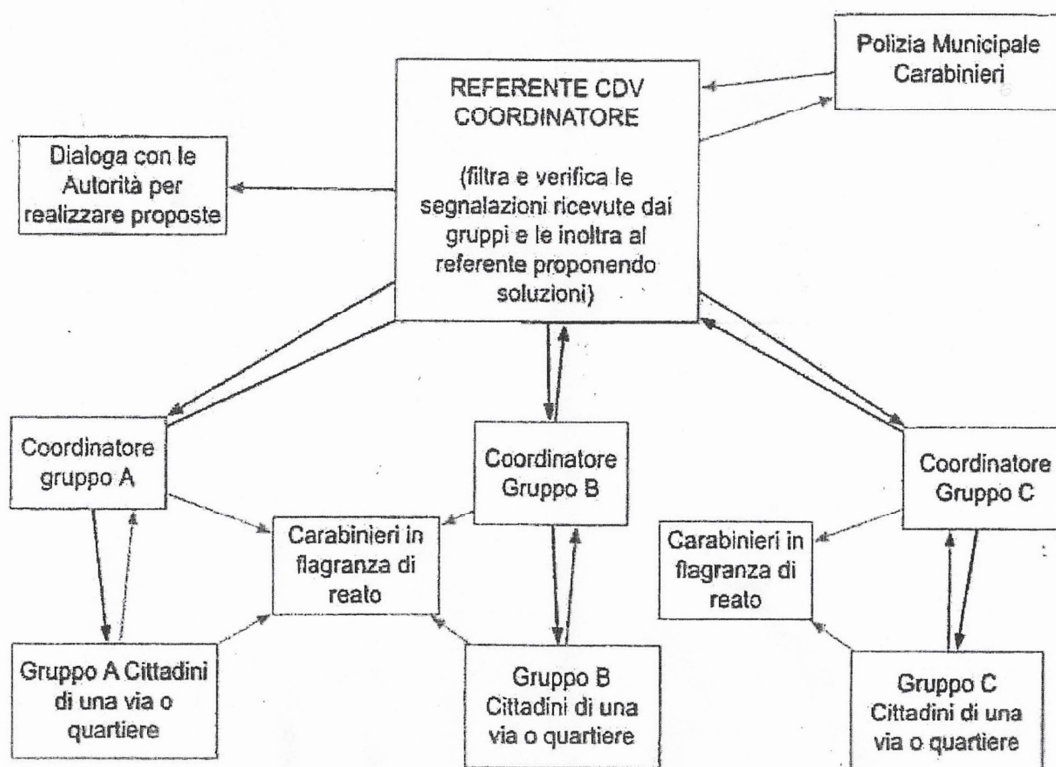 Polizia Municipale
Carabinieri
REFERENTE CDV
COORDINATORE
(filtra e verifica le
segnalazioni ricevute dai
gruppi e le inoltra al
referente proponendo
soluzioni)
Dialoga con le
Autorità per
realizzare proposte
Coordinatore
gruppo A
Coordinatore
Gruppo B
Coordinatore
Gruppo C
Carabinieri in
flagranza di
reato
Carabinieri in
flagranza di
reato
Gruppo A Cittadini
di una via o
quartiere
Gruppo B
Cittadini di una
via o quartiere
Gruppo C
Cittadini di una
via o quartiere